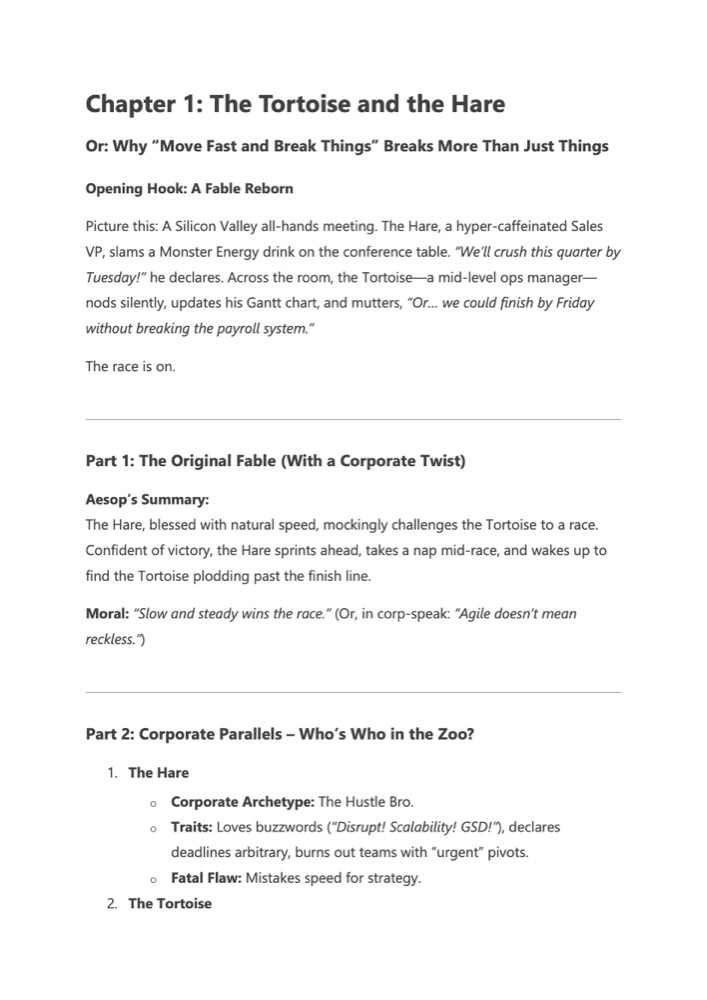 Chapter 1: The Tortoise and the Hare
Or: Why “Move Fast and Break Things” Breaks More Than Just Things
Opening Hook: A Fable Reborn
Picture this: A Silicon Valley all-hands meeting. The Hare, a hyper-caffeinated Sales
VP, slams a Monster Energy drink on the conference table. “We’ll crush this quarter by
Tuesday!” he declares. Across the room, the Tortoise—a mid-level ops manager—
nods silently, updates his Gantt chart, and mutters, “Or… we could finish by Friday
without breaking the payroll system.”
The race is on.
Part 1: The Original Fable (With a Corporate Twist)
Aesop’s Summary:
The Hare, blessed with natural speed, mockingly challenges the Tortoise to a race.
Confident of victory, the Hare sprints ahead, takes a nap mid-race, and wakes up to
find the Tortoise plodding past the finish line.
Moral: “Slow and steady wins the race.” (Or, in corp-speak: “Agile doesn’t mean
reckless.”)
Part 2: Corporate Parallels – Who’s Who in the Zoo?
1. The Hare
o Corporate Archetype: The Hustle Bro.
o Traits: Loves buzzwords (“Disrupt! Scalability! GSD!”), declares
deadlines arbitrary, burns out teams with “urgent” pivots.
o Fatal Flaw: Mistakes speed for strategy.
2. The Tortoise